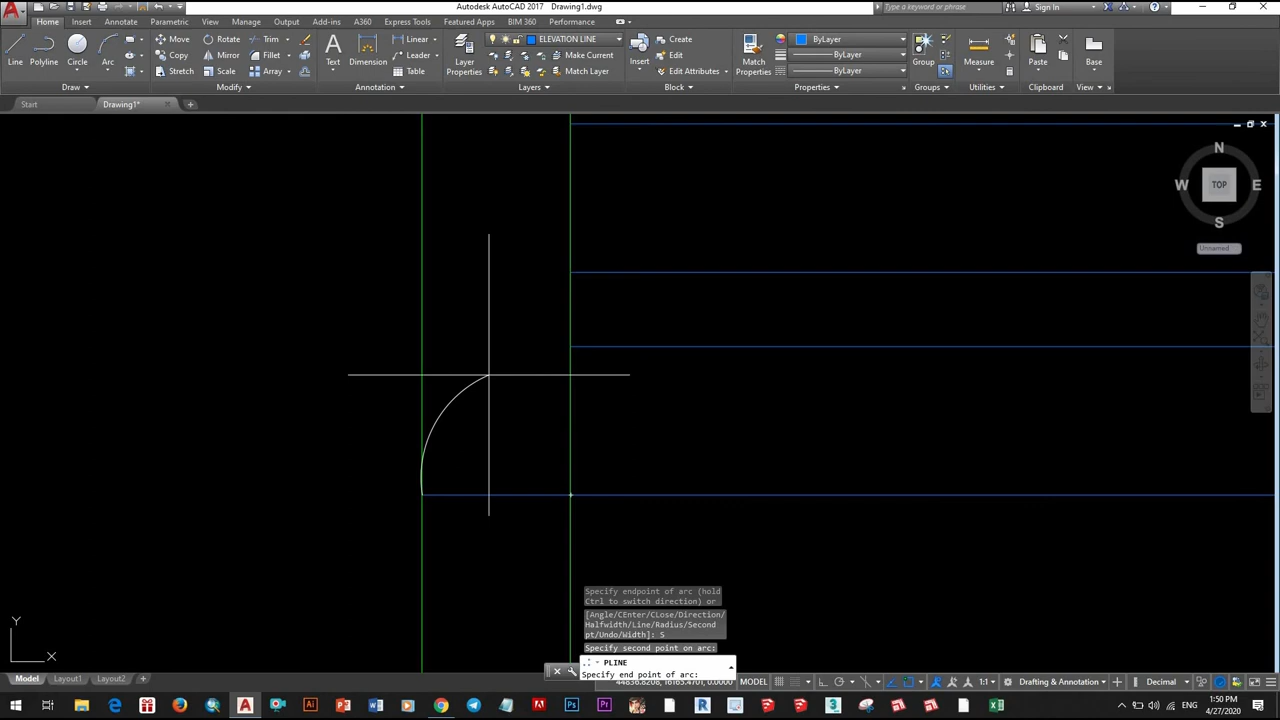 Autodesk AutoCAD 2017 Drawing1.dwg
Type a keyword or phrase
Sign In
Home Insert Annotate Parametric View Manage Output Add-ins A360 Express Tools Featured Apps BIM 360 Performance
Line Polyline Circle Arc
Move Rotate Trim
Copy Mirror Fillet
Stretch Scale Array
Text Dimension
Linear
Leader
Table
Layer
Properties
ELEVATION LINE
Make Current
Match Layer
Insert
Create
Edit
Edit Attributes
Match
Properties
ByLayer
ByLayer
ByLayer
Group
Measure
Paste
Base
Draw Modify Annotation Layers Block Properties Groups Utilities Clipboard View
Start Drawing1*
N
W TOP E
S
Unnamed
Specify endpoint of arc (hold
Ctrl to switch direction) or
[Angle/CEnter/CLose/Direction/
Halfwidth/Line/Radius/Second
pt/Undo/Width]: S
Specify second point on arc:
PLINE
Specify end point of arc:
Y
X
Model Layout1 Layout2
MODEL
1:1
Drafting & Annotation
Decimal
1:50 PM
4/27/2020